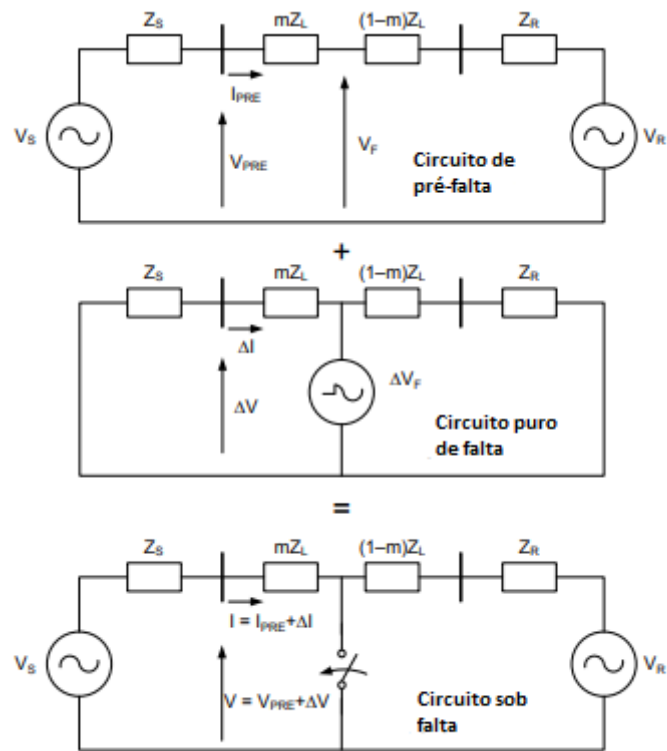 Z_S mZ_L (1–m)Z_L Z_R
I_PRE
V_S V_PRE V_F V_R
Circuito de
pré-falta
+
Z_S mZ_L (1–m)Z_L Z_R
ΔI
ΔV ΔV_F
Circuito puro
de falta
=
Z_S mZ_L (1–m)Z_L Z_R
I = I_PRE+ΔI
V_S V = V_PRE+ΔV V_R
Circuito sob
falta